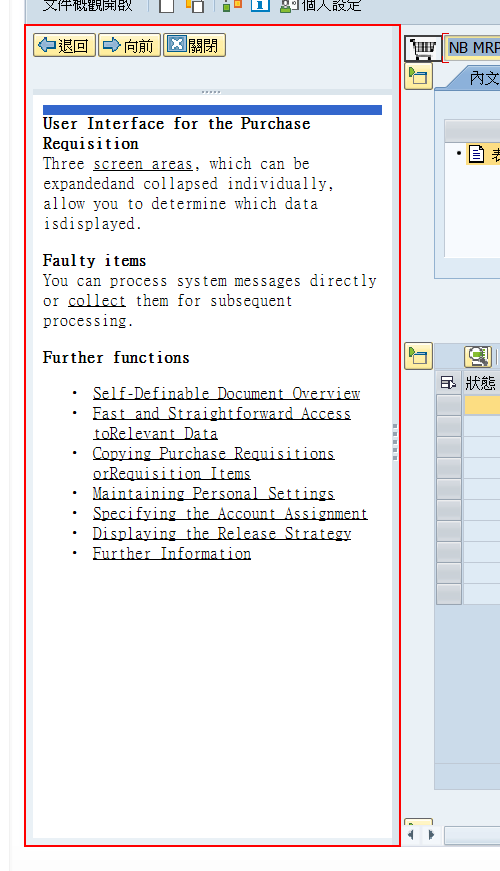 文件概觀開啟 個人設定
退回 向前 關閉
NB MRP
內文
User Interface for the Purchase
Requisition
Three screen areas, which can be
expandedand collapsed individually,
allow you to determine which data
isdisplayed.
Faulty items
You can process system messages directly
or collect them for subsequent
processing.
Further functions
• Self-Definable Document Overview
• Fast and Straightforward Access
toRelevant Data
• Copying Purchase Requisitions
orRequisition Items
• Maintaining Personal Settings
• Specifying the Account Assignment
• Displaying the Release Strategy
• Further Information
狀態